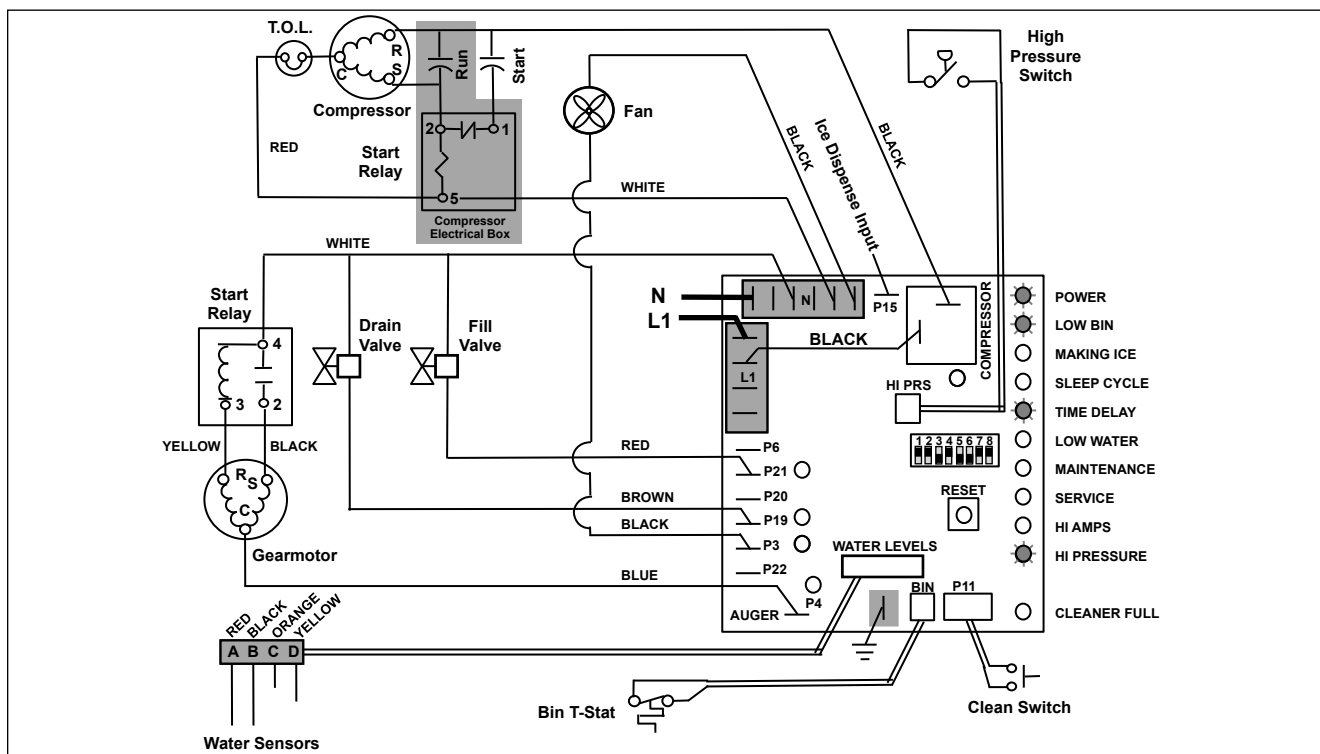 T.O.L.
R
S
C
Compressor
Run
Start
2
1
5
Start
Relay
Compressor
Electrical Box
RED
WHITE
Fan
BLACK
Ice Dispense Input
BLACK
High
Pressure
Switch
WHITE
Start
Relay
4
3
2
YELLOW
BLACK
R
S
C
Gearmotor
Drain
Valve
Fill
Valve
N
L1
N
P15
BLACK
L1
COMPRESSOR
HI PRS
1 2 3 4 5 6 7 8
RESET
RED
BROWN
BLACK
BLUE
P6
P21
P20
P19
P3
P22
P4
AUGER
WATER LEVELS
BIN
P11
POWER
LOW BIN
MAKING ICE
SLEEP CYCLE
TIME DELAY
LOW WATER
MAINTENANCE
SERVICE
HI AMPS
HI PRESSURE
CLEANER FULL
RED
BLACK
ORANGE
YELLOW
A B C D
Water Sensors
Bin T-Stat
Clean Switch